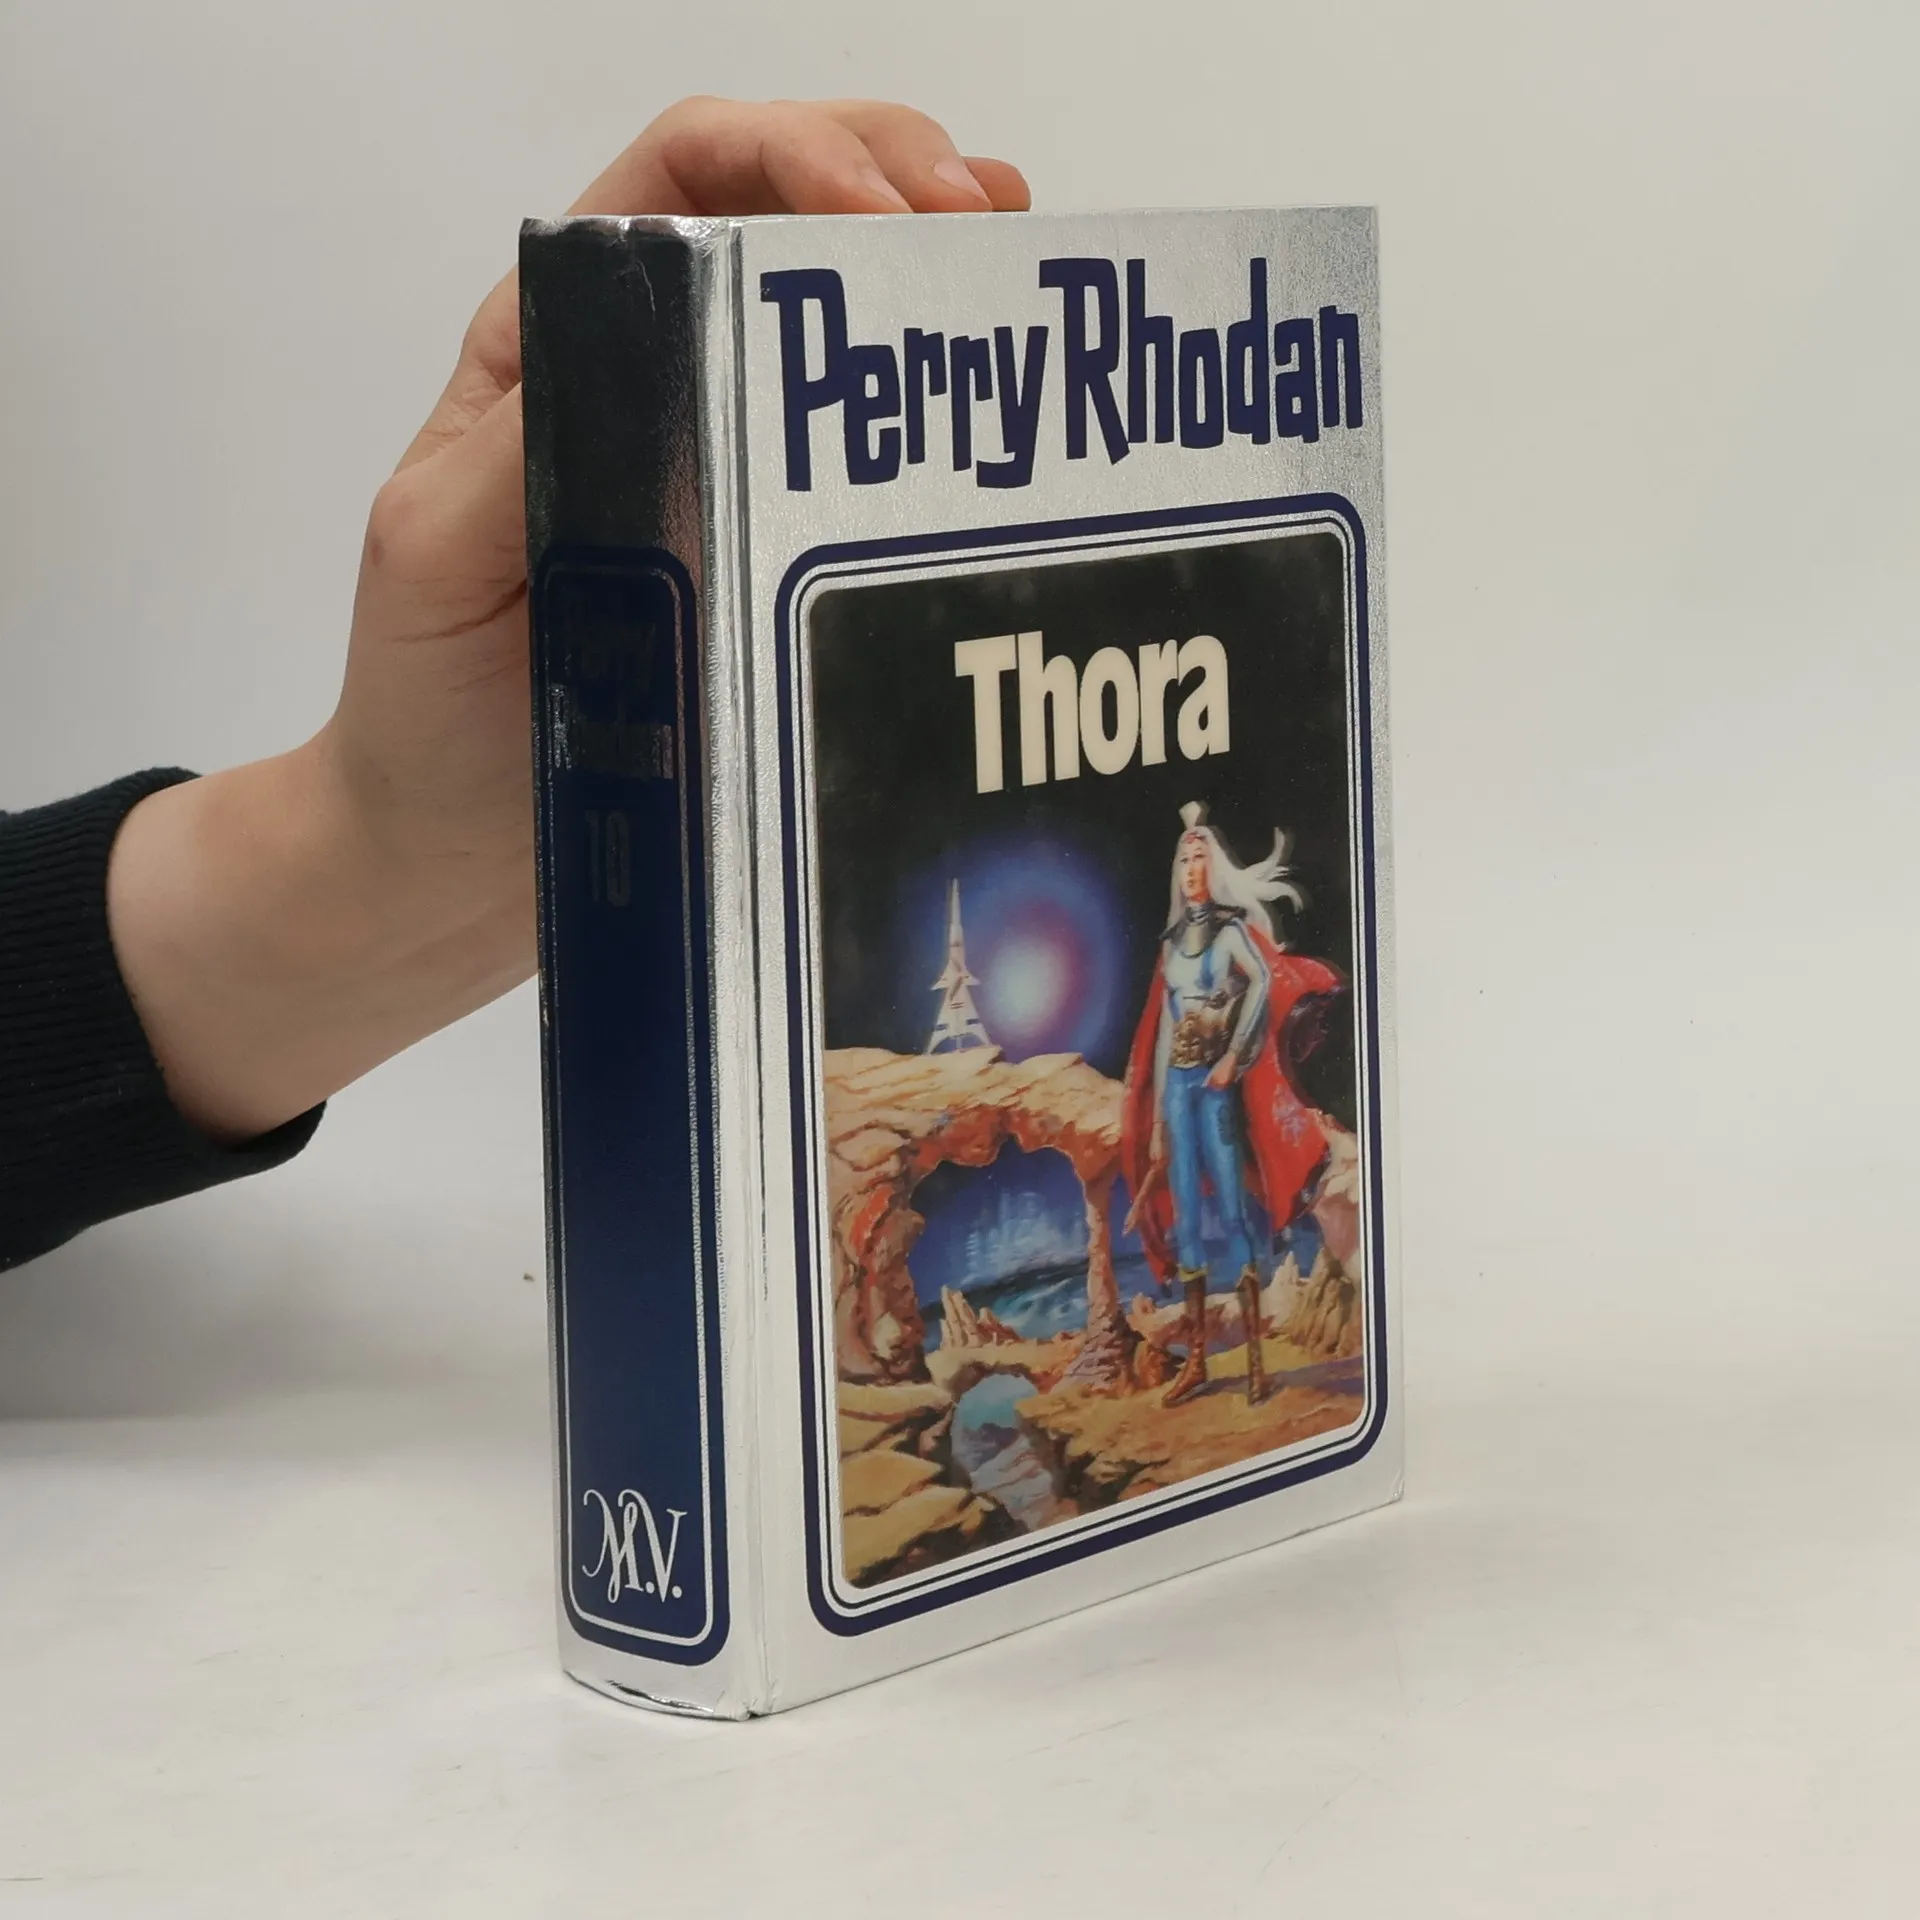 Perry Rhodan
Thora
Perry
Rhodan
10
M.V.